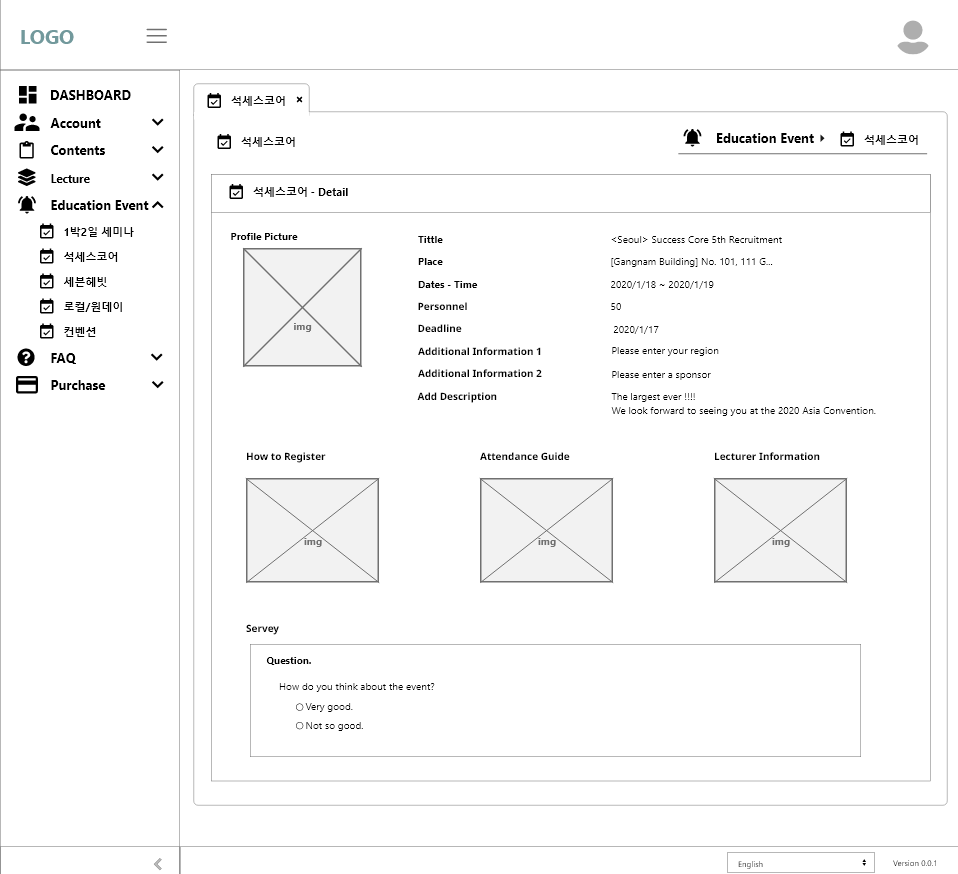 LOGO
DASHBOARD
Account
Contents
Lecture
Education Event
1박2일 세미나
석세스코어
세븐헤빗
로컬/원데이
컨벤션
FAQ
Purchase
석세스코어 ×
석세스코어
Education Event 석세스코어
석세스코어 - Detail
Profile Picture
img
Tittle <Seoul> Success Core 5th Recruitment
Place [Gangnam Building] No. 101, 111 G...
Dates - Time 2020/1/18 ~ 2020/1/19
Personnel 50
Deadline 2020/1/17
Additional Information 1 Please enter your region
Additional Information 2 Please enter a sponsor
Add Description The largest ever !!!!
We look forward to seeing you at the 2020 Asia Convention.
How to Register Attendance Guide Lecturer Information
img img img
Servey
Question.
How do you think about the event?
Very good.
Not so good.
English Version 0.0.1